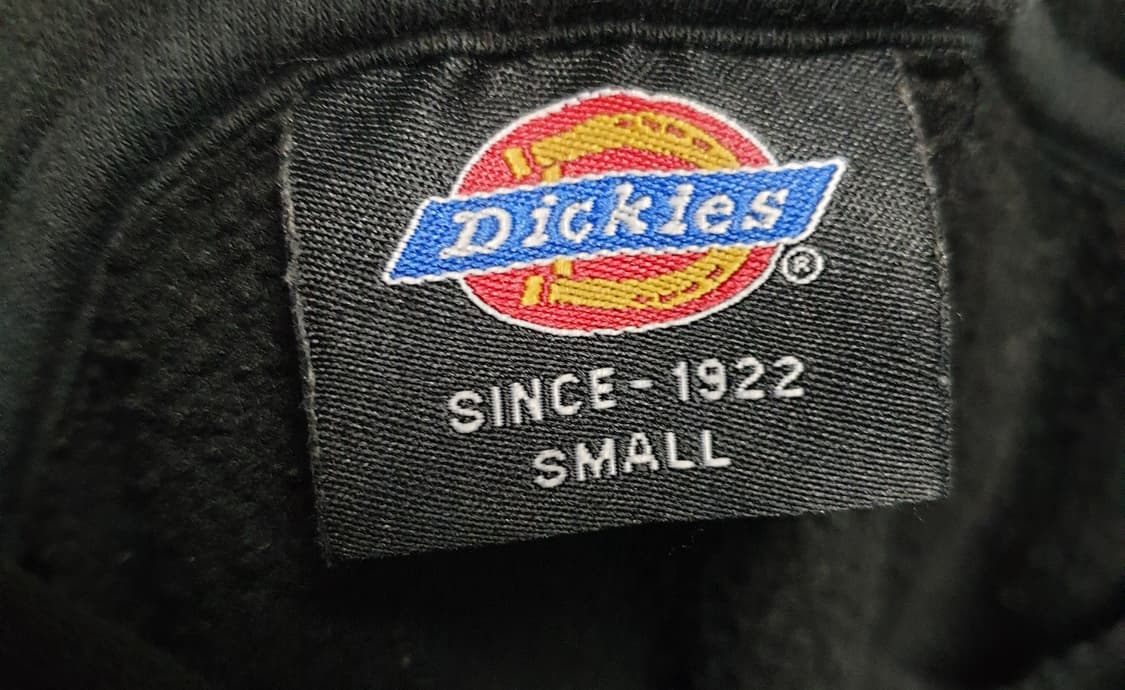 Dickies
®
SINCE - 1922
SMALL